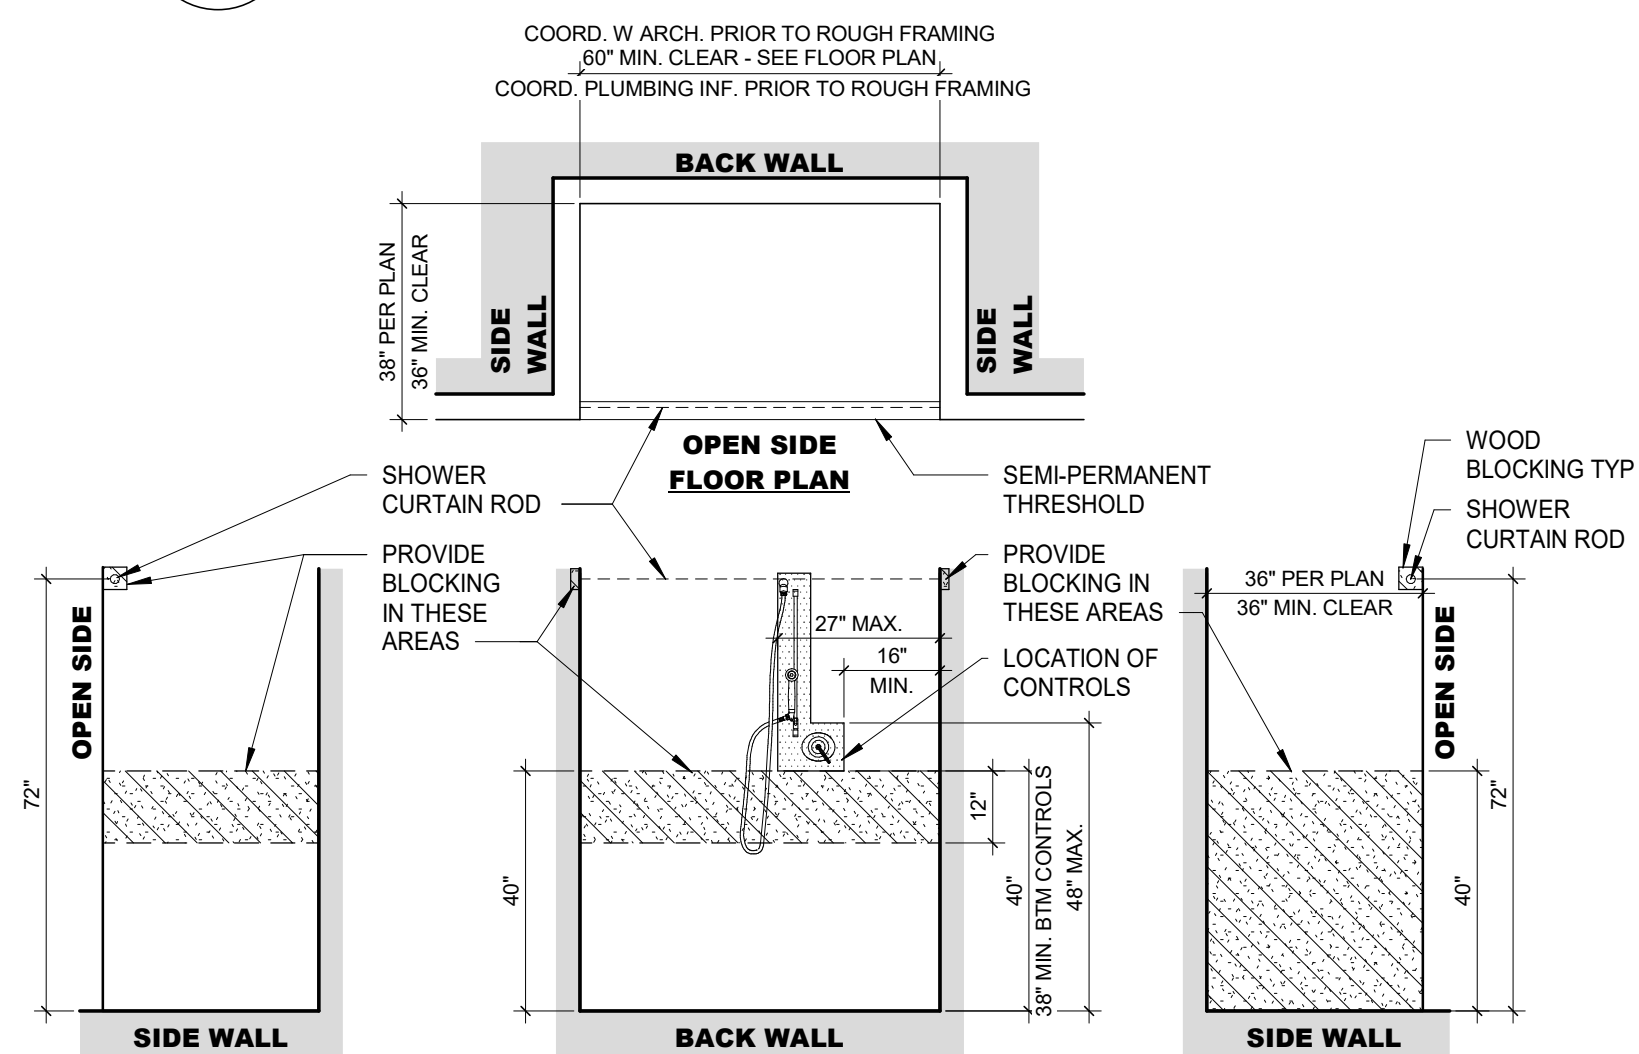 COORD. W ARCH. PRIOR TO ROUGH FRAMING
60" MIN. CLEAR - SEE FLOOR PLAN
COORD. PLUMBING INF. PRIOR TO ROUGH FRAMING
BACK WALL
38" PER PLAN
36" MIN. CLEAR
SIDE
WALL
SIDE
WALL
OPEN SIDE
FLOOR PLAN
SHOWER
CURTAIN ROD
SEMI-PERMANENT
THRESHOLD
WOOD
BLOCKING TYP
SHOWER
CURTAIN ROD
PROVIDE
BLOCKING
IN THESE
AREAS
PROVIDE
BLOCKING IN
THESE AREAS
LOCATION OF
CONTROLS
72"
OPEN SIDE
SIDE WALL
27" MAX.
16"
MIN.
40"
12"
40"
38" MIN. BTM CONTROLS
48" MAX.
BACK WALL
36" PER PLAN
36" MIN. CLEAR
OPEN SIDE
40"
72"
SIDE WALL